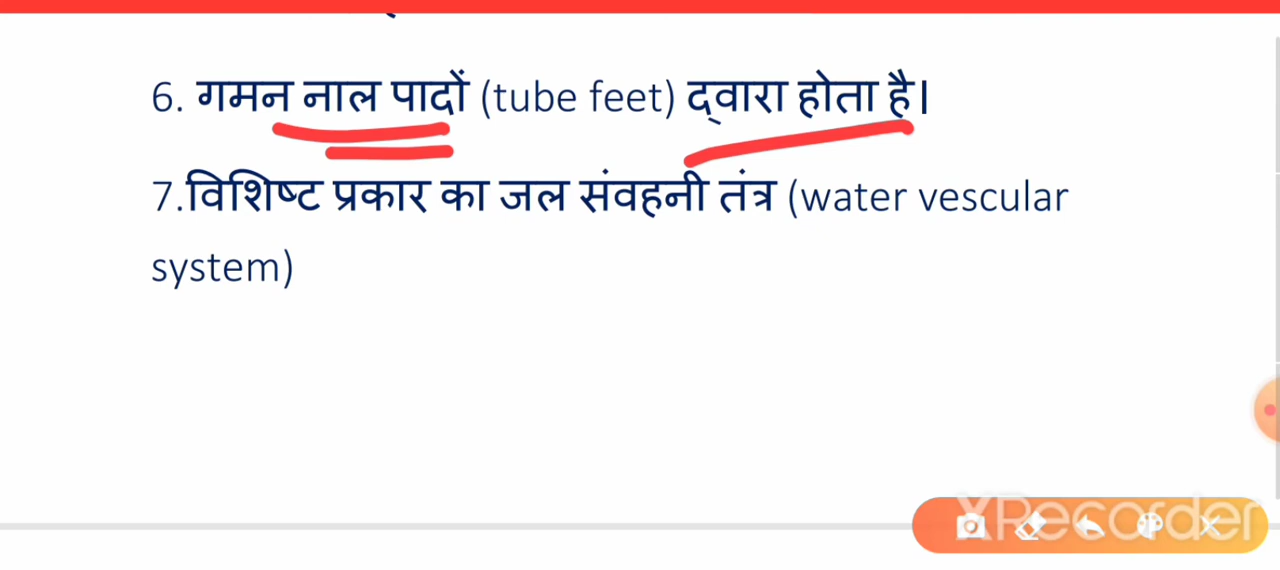 6. गमन नाल पादों (tube feet) द्वारा होता है।
7.विशिष्ट प्रकार का जल संवहनी तंत्र (water vescular
system)
XRecorder